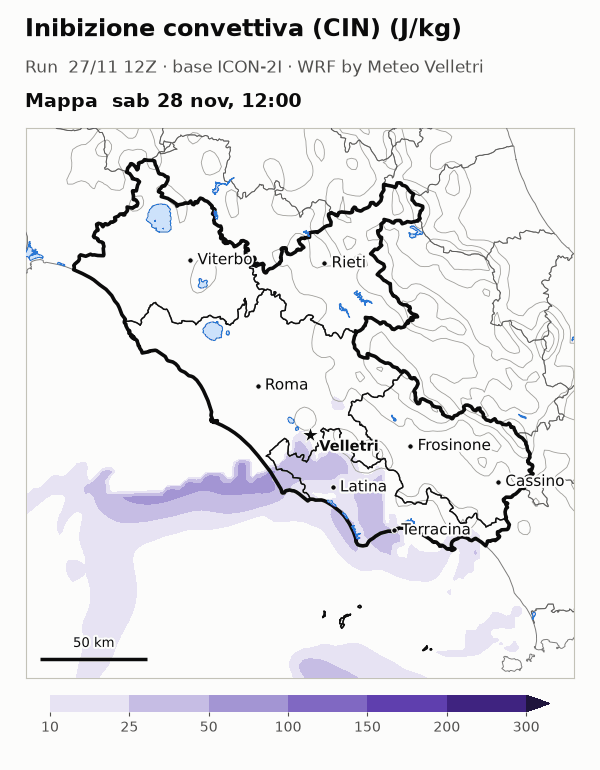 Inibizione convettiva (CIN) (J/kg)
Run  27/11 12Z · base ICON-2I · WRF by Meteo Velletri
Mappa  sab 28 nov, 12:00
Viterbo
Rieti
Roma
Velletri
Frosinone
Cassino
Latina
Terracina
50 km
10 25 50 100 150 200 300